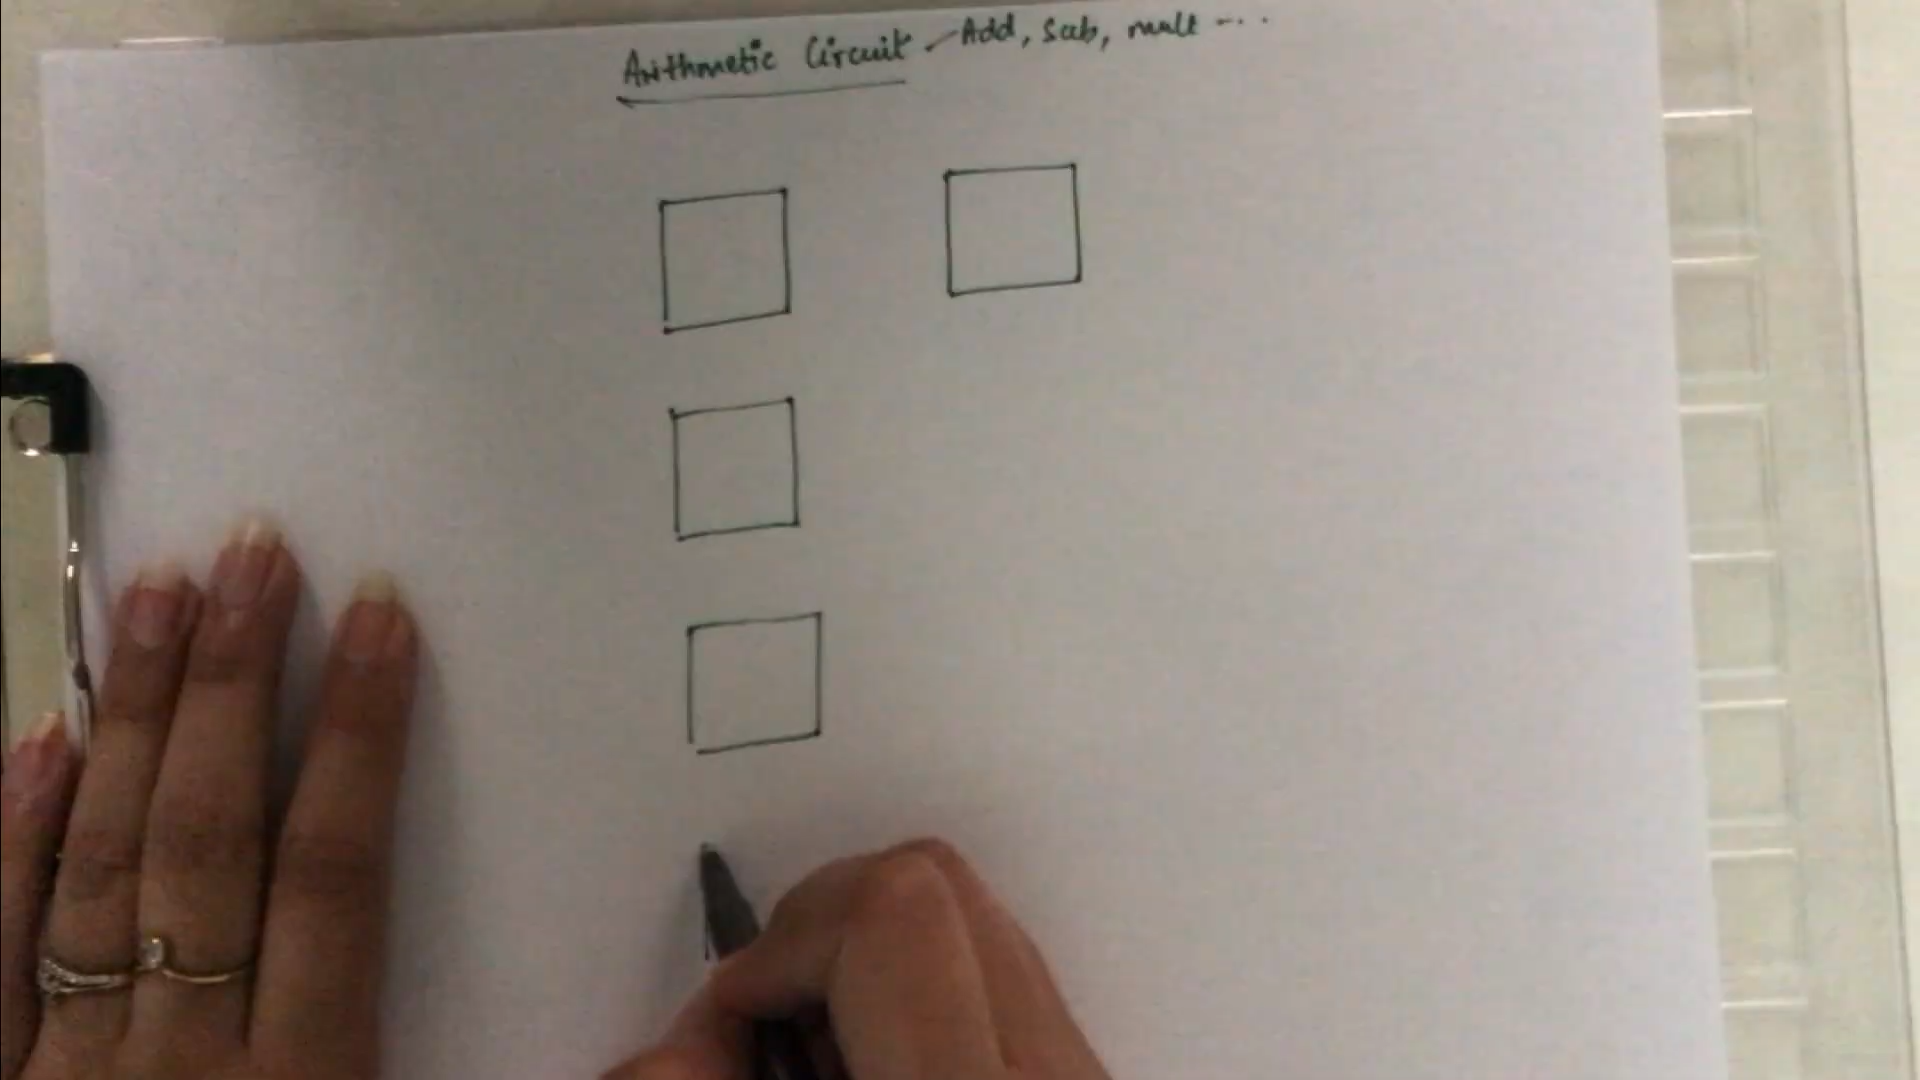 Arithmetic Circuit - Add, Sub, mult ....